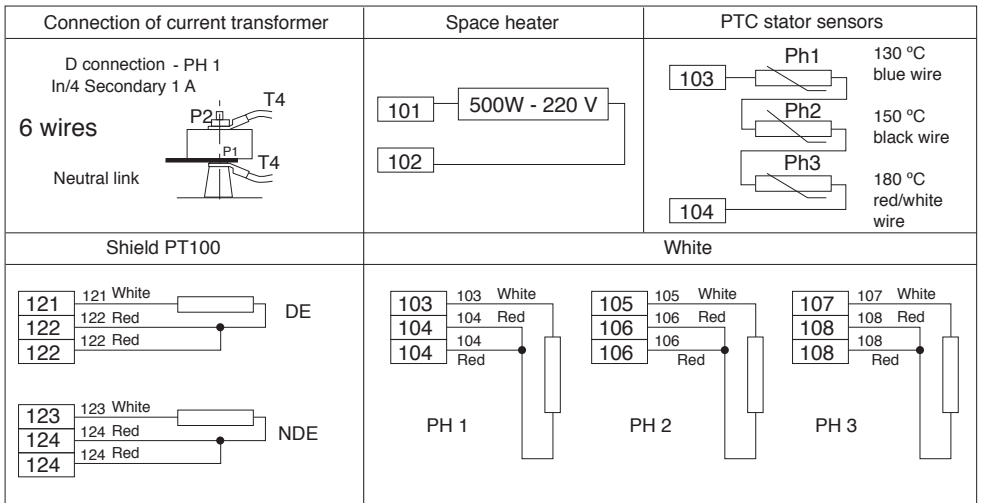 Connection of current transformer
D connection - PH 1
In/4 Secondary 1 A
6 wires
P2
T4
P1
T4
Neutral link
Space heater
101
500W - 220 V
102
PTC stator sensors
103
Ph1
130 ºC
blue wire
Ph2
150 ºC
black wire
Ph3
180 ºC
red/white
wire
104
Shield PT100
121 121 White
122 122 Red
122 122 Red
DE
123 123 White
124 124 Red
124 124 Red
NDE
White
103 103 White
104 104 Red
104 104
Red
PH 1
105 105 White
106 106 Red
106 106
Red
PH 2
107 107 White
108 108 Red
108 108
Red
PH 3